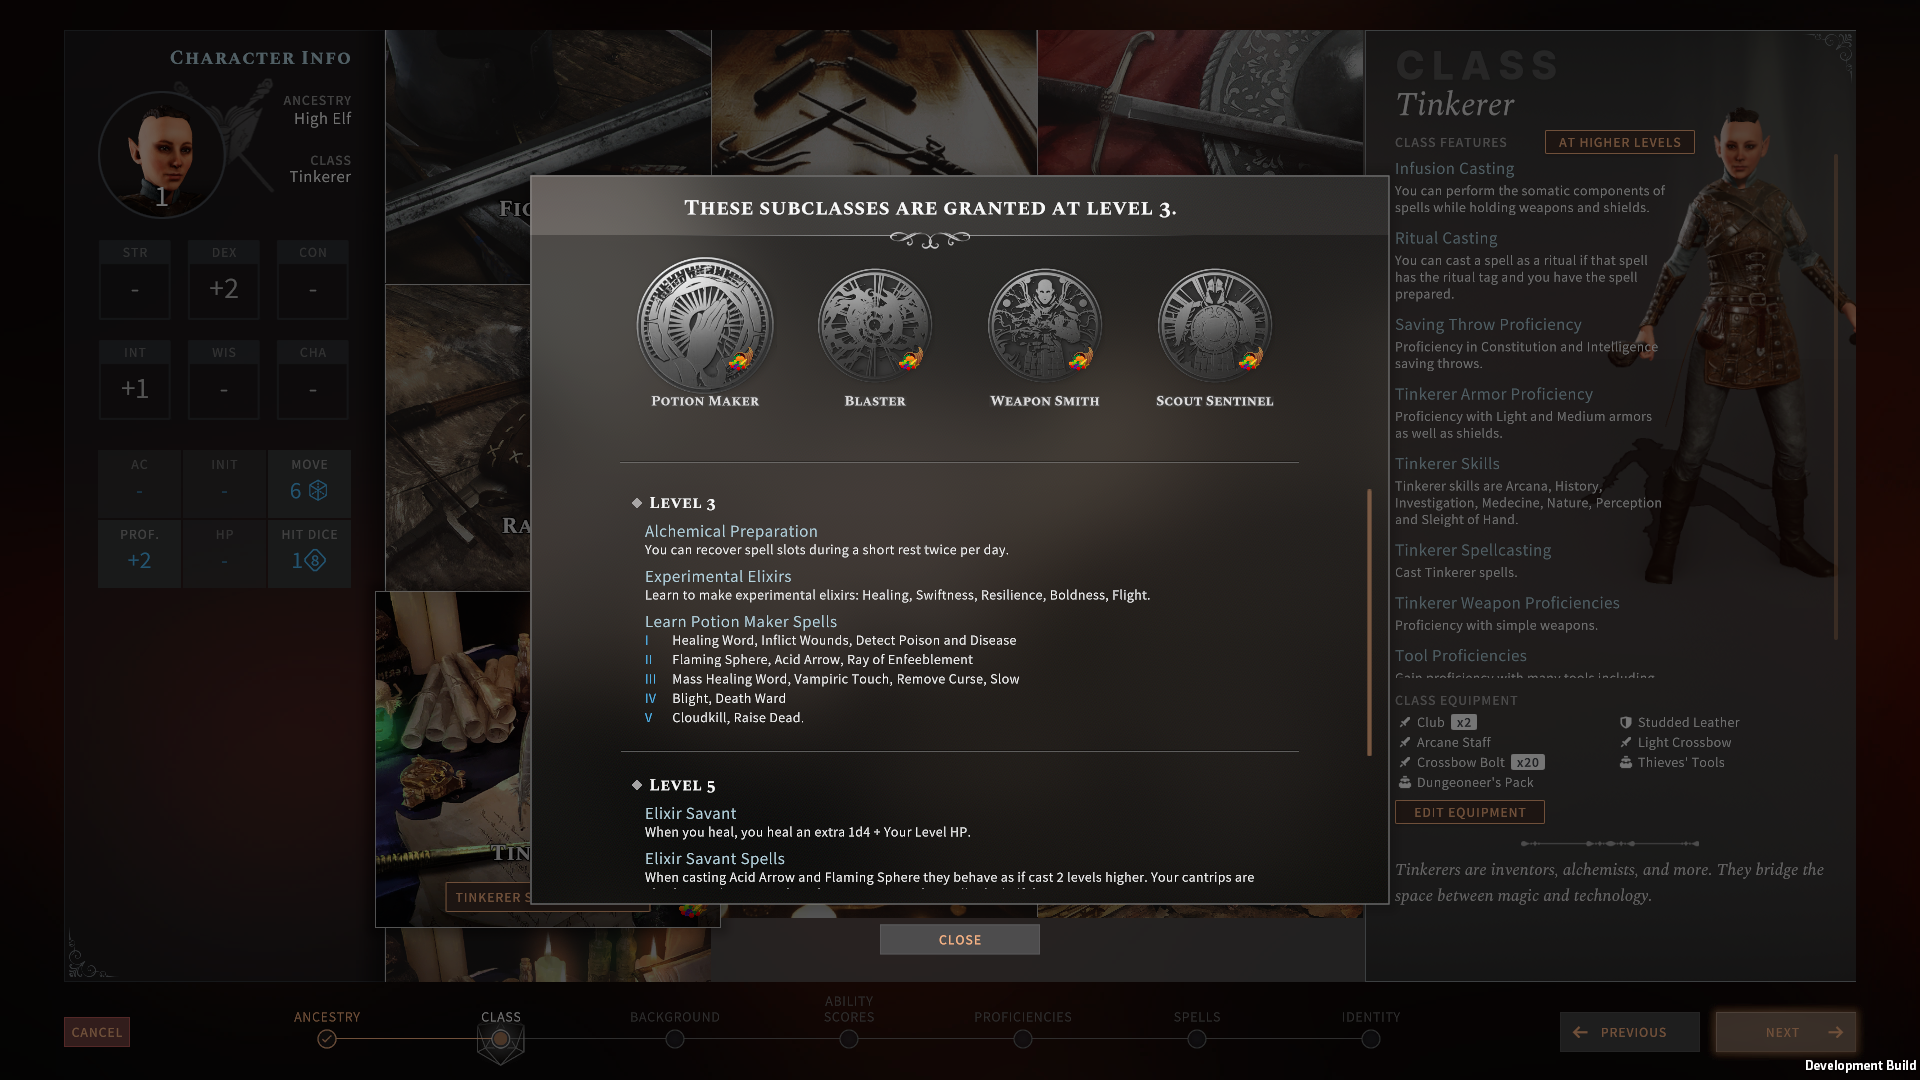 CHARACTER INFO
ANCESTRY
High Elf
CLASS
Tinkerer
1
STR
DEX
CON
-
+2
-
INT
WIS
CHA
+1
-
-
AC
INIT
MOVE
-
-
6
PROF.
HP
HIT DICE
+2
-
1
8
FIG
RA
TIN
TINKERER S
THESE SUBCLASSES ARE GRANTED AT LEVEL 3.
POTION MAKER
BLASTER
WEAPON SMITH
SCOUT SENTINEL
LEVEL 3
Alchemical Preparation
You can recover spell slots during a short rest twice per day.
Experimental Elixirs
Learn to make experimental elixirs: Healing, Swiftness, Resilience, Boldness, Flight.
Learn Potion Maker Spells
I Healing Word, Inflict Wounds, Detect Poison and Disease
II Flaming Sphere, Acid Arrow, Ray of Enfeeblement
III Mass Healing Word, Vampiric Touch, Remove Curse, Slow
IV Blight, Death Ward
V Cloudkill, Raise Dead.
LEVEL 5
Elixir Savant
When you heal, you heal an extra 1d4 + Your Level HP.
Elixir Savant Spells
When casting Acid Arrow and Flaming Sphere they behave as if cast 2 levels higher. Your cantrips are
CLOSE
CLASS
Tinkerer
CLASS FEATURES
AT HIGHER LEVELS
Infusion Casting
You can perform the somatic components of
spells while holding weapons and shields.
Ritual Casting
You can cast a spell as a ritual if that spell
has the ritual tag and you have the spell
prepared.
Saving Throw Proficiency
Proficiency in Constitution and Intelligence
saving throws.
Tinkerer Armor Proficiency
Proficiency with Light and Medium armors
as well as shields.
Tinkerer Skills
Tinkerer skills are Arcana, History,
Investigation, Medecine, Nature, Perception
and Sleight of Hand.
Tinkerer Spellcasting
Cast Tinkerer spells.
Tinkerer Weapon Proficiencies
Proficiency with simple weapons.
Tool Proficiencies
Gain proficiency with many tools including
CLASS EQUIPMENT
Club x2
Studded Leather
Arcane Staff
Light Crossbow
Crossbow Bolt x20
Thieves' Tools
Dungeoneer's Pack
EDIT EQUIPMENT
Tinkerers are inventors, alchemists, and more. They bridge the
space between magic and technology.
CANCEL
ANCESTRY
CLASS
BACKGROUND
ABILITY
SCORES
PROFICIENCIES
SPELLS
IDENTITY
PREVIOUS
NEXT
Development Build